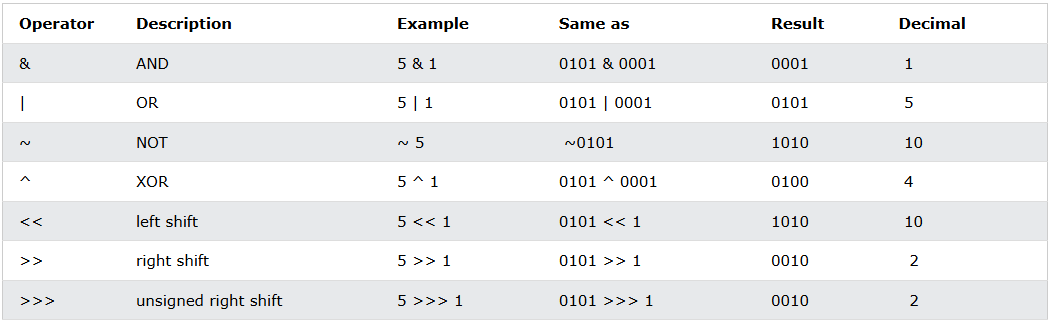 Operator Description Example Same as Result Decimal
& AND 5 & 1 0101 & 0001 0001 1
| OR 5 | 1 0101 | 0001 0101 5
~ NOT ~ 5 ~0101 1010 10
^ XOR 5 ^ 1 0101 ^ 0001 0100 4
<< left shift 5 << 1 0101 << 1 1010 10
>> right shift 5 >> 1 0101 >> 1 0010 2
>>> unsigned right shift 5 >>> 1 0101 >>> 1 0010 2